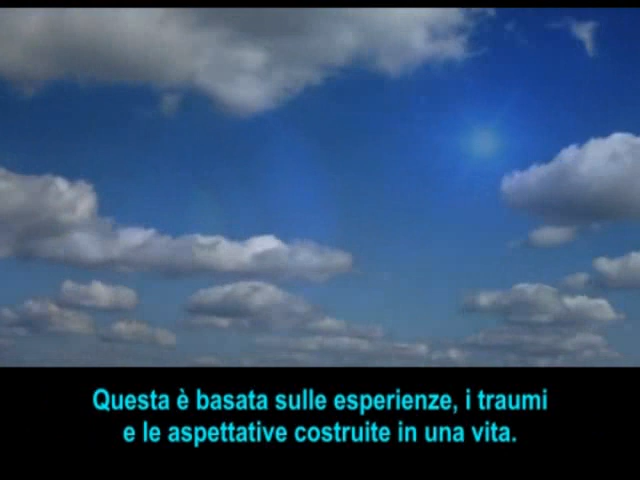 Questa è basata sulle esperienze, i traumi
e le aspettative costruite in una vita.